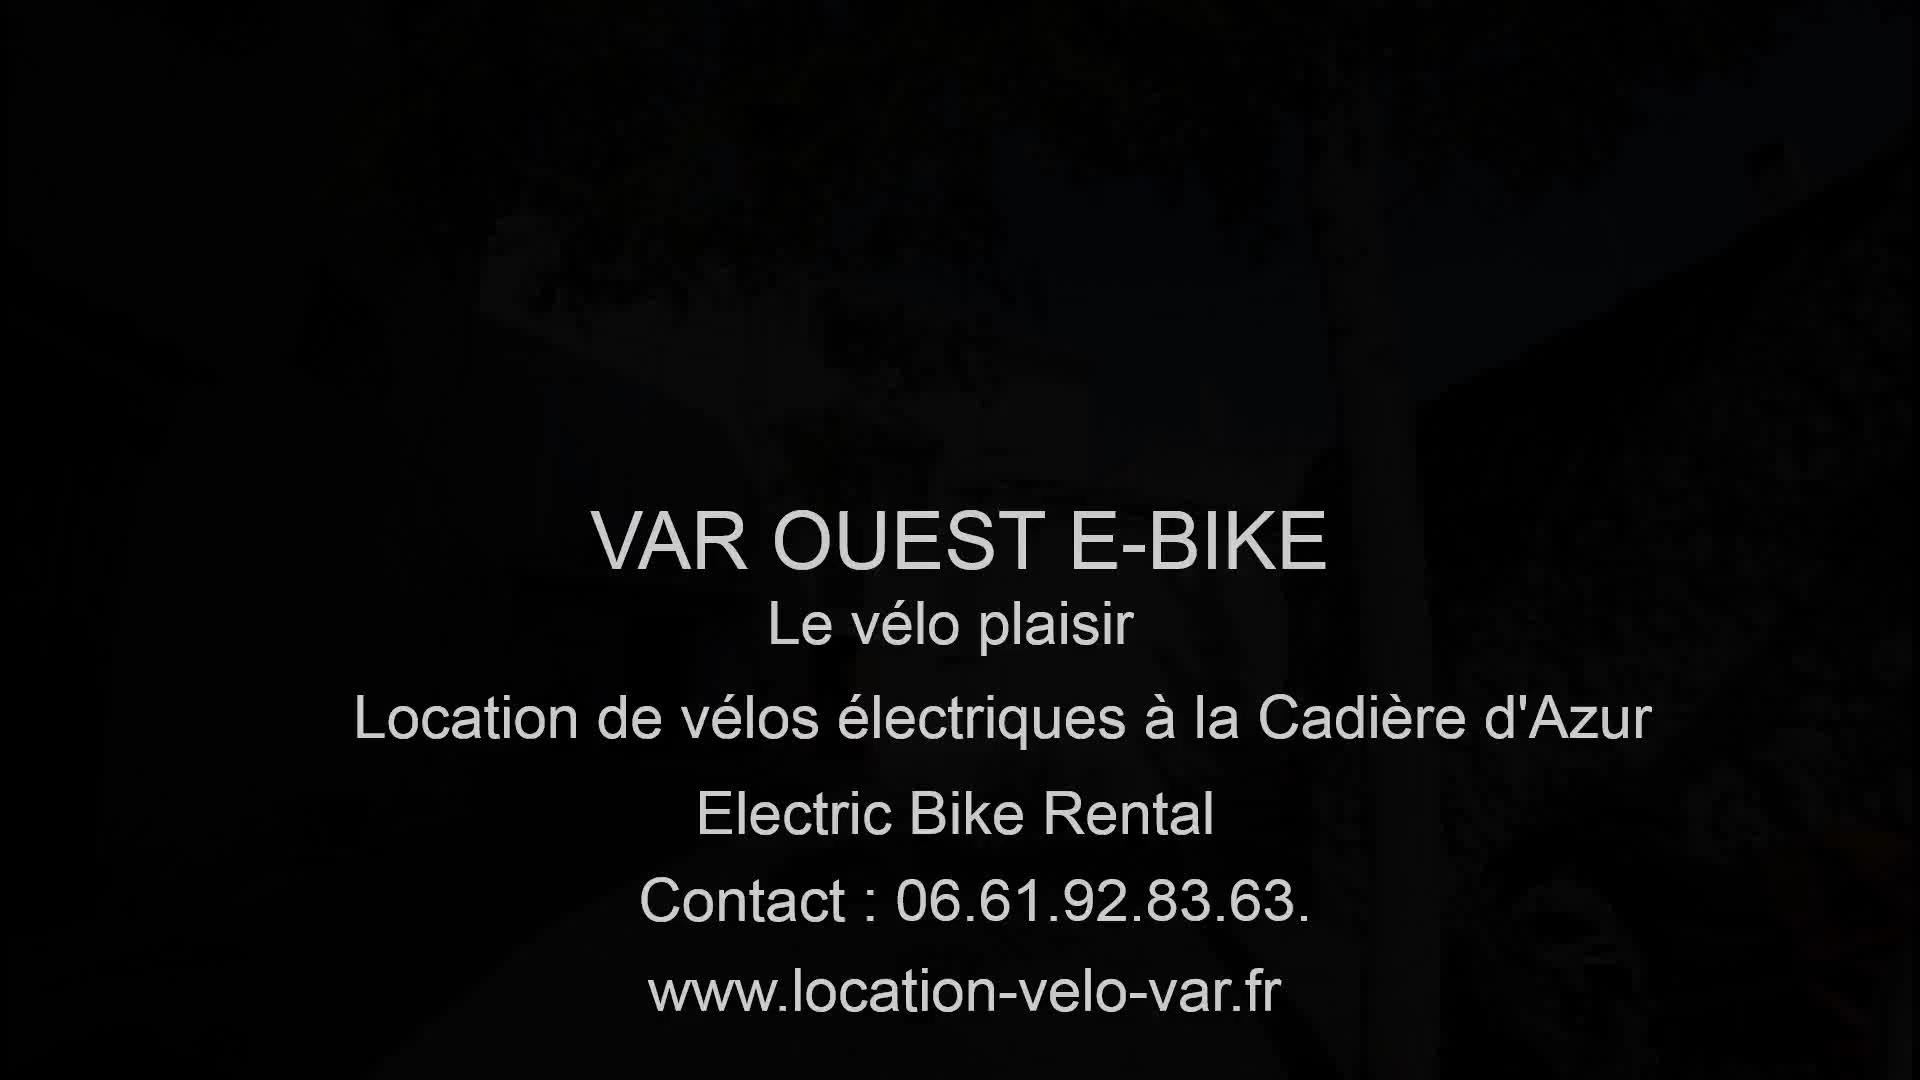 VAR OUEST E-BIKE
Le vélo plaisir
Location de vélos électriques à la Cadière d'Azur
Electric Bike Rental
Contact : 06.61.92.83.63.
www.location-velo-var.fr